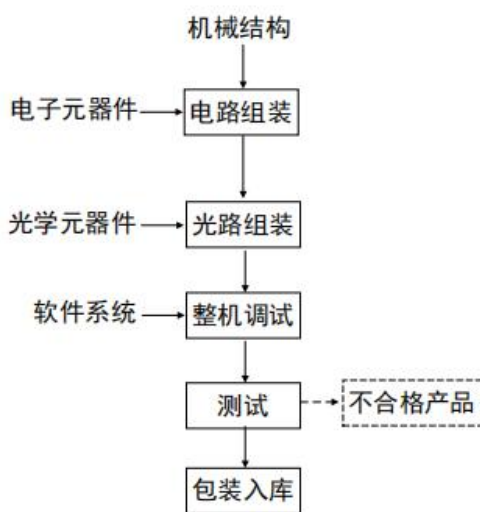 机械结构
电子元器件
电路组装
光学元器件
光路组装
软件系统
整机调试
测试
不合格产品
包装入库